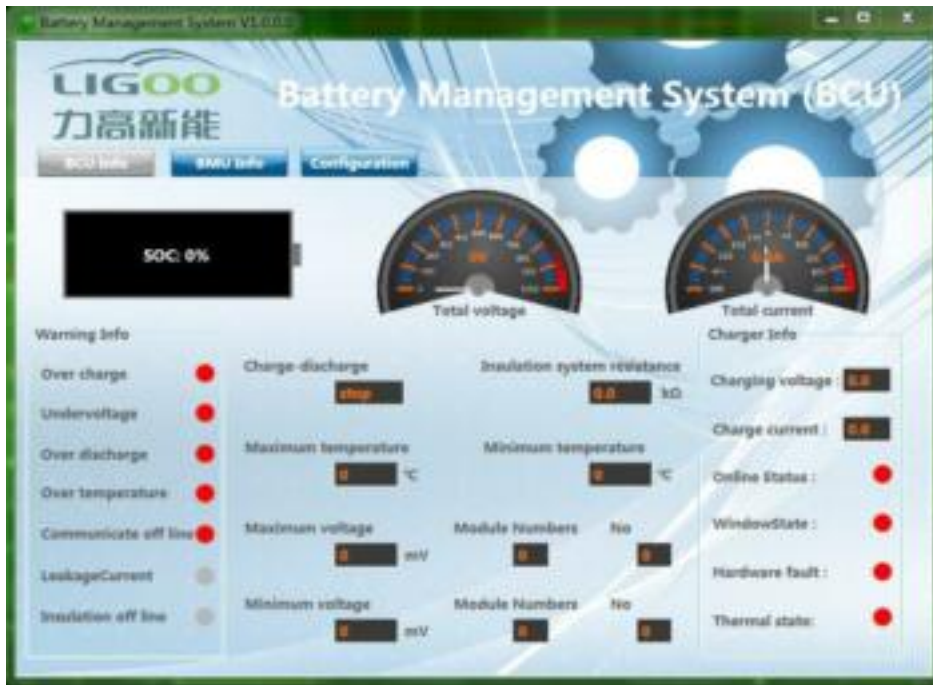 Battery Management System V1.0.0.0
LIGOO
力高新能
Battery Management System (BCU)
BCU Info BMU Info Configuration
SOC: 0%
Total voltage Total current
Warning Info
Charger Info
Over charge
Undervoltage
Over discharge
Over temperature
Communicate off line
LeakageCurrent
Insulation off line
Charge-discharge Insulation system resistance
stop 0.0 kΩ
Maximum temperature Minimum temperature
0 ℃ 0 ℃
Maximum voltage Module Numbers No
0 mV 0 0
Minimum voltage Module Numbers No
0 mV 0 0
Charging voltage : 0.0
Charge current : 0.0
Online Status :
WindowState :
Hardware fault :
Thermal state: